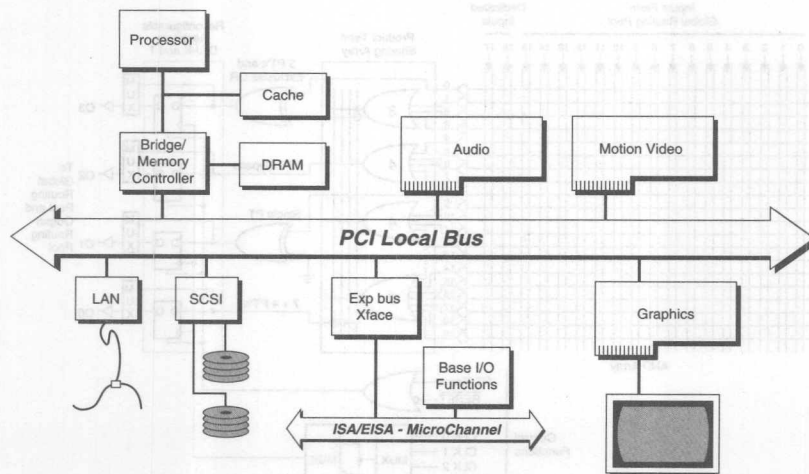 Processor
Cache
Bridge/
Memory
Controller
DRAM
Audio
Motion Video
PCI Local Bus
LAN
SCSI
Exp bus
Xface
Graphics
Base I/O
Functions
ISA/EISA - MicroChannel